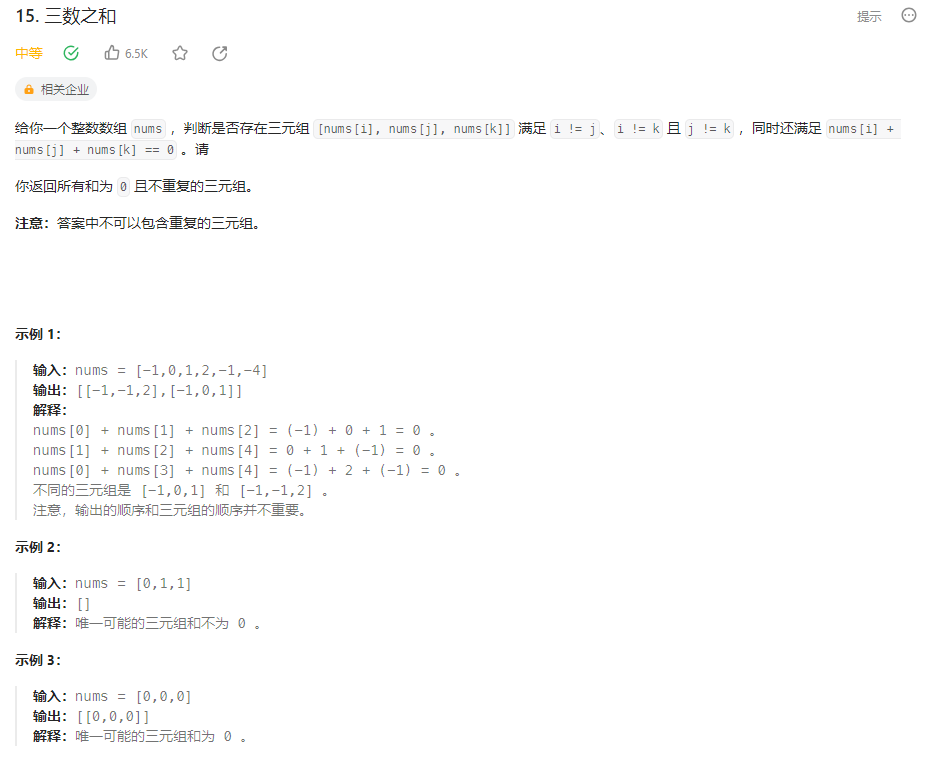 15. 三数之和
提示
中等 6.5K
相关企业
给你一个整数数组 nums ，判断是否存在三元组 [nums[i], nums[j], nums[k]] 满足 i != j、 i != k 且 j != k ，同时还满足 nums[i] +
nums[j] + nums[k] == 0 。请
你返回所有和为 0 且不重复的三元组。
注意：答案中不可以包含重复的三元组。
示例 1：
输入：nums = [-1,0,1,2,-1,-4]
输出：[[-1,-1,2],[-1,0,1]]
解释：
nums[0] + nums[1] + nums[2] = (-1) + 0 + 1 = 0 。
nums[1] + nums[2] + nums[4] = 0 + 1 + (-1) = 0 。
nums[0] + nums[3] + nums[4] = (-1) + 2 + (-1) = 0 。
不同的三元组是 [-1,0,1] 和 [-1,-1,2] 。
注意，输出的顺序和三元组的顺序并不重要。
示例 2：
输入：nums = [0,1,1]
输出：[]
解释：唯一可能的三元组和不为 0 。
示例 3：
输入：nums = [0,0,0]
输出：[[0,0,0]]
解释：唯一可能的三元组和为 0 。